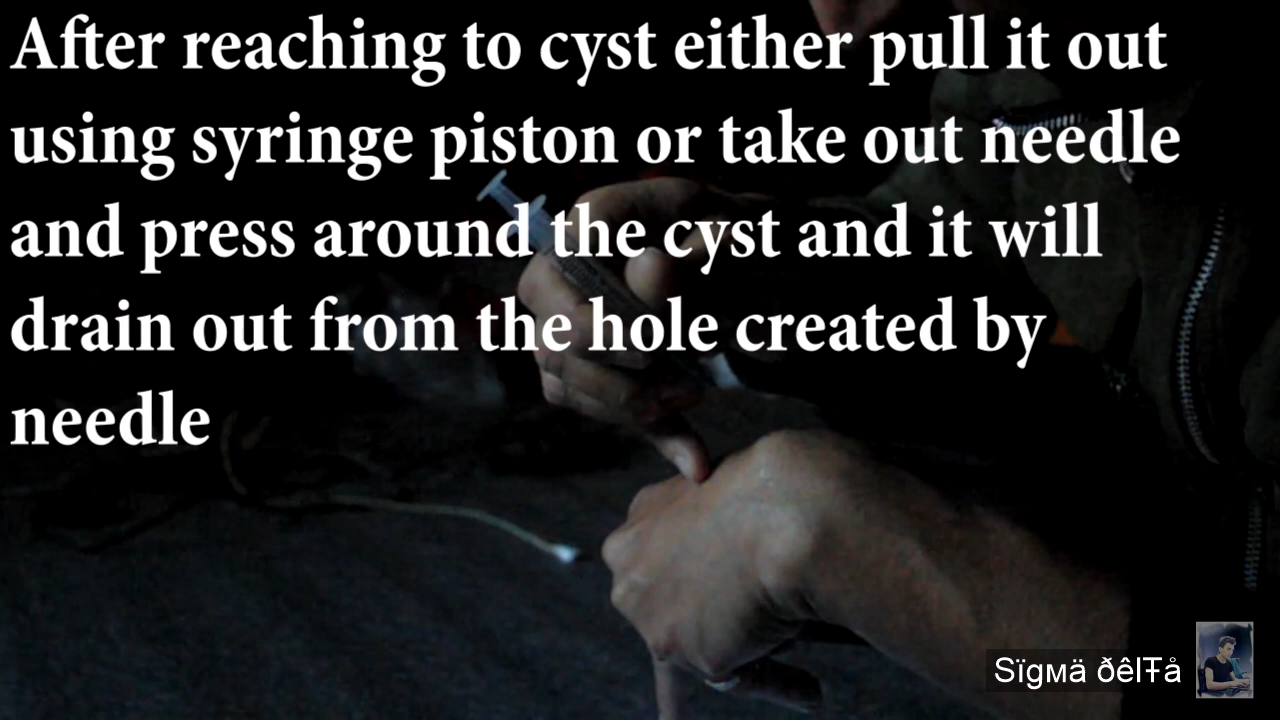 After reaching to cyst either pull it out
using syringe piston or take out needle
and press around the cyst and it will
drain out from the hole created by
needle
Sïgмä ðêlŦå